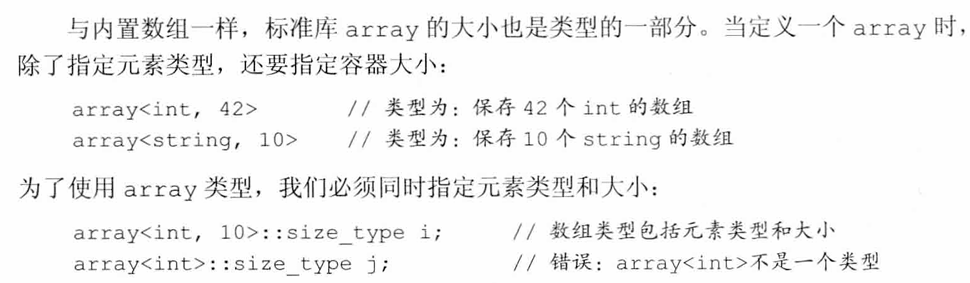 与内置数组一样，标准库 array 的大小也是类型的一部分。当定义一个 array 时，
除了指定元素类型，还要指定容器大小：
array<int, 42> // 类型为：保存 42 个 int 的数组
array<string, 10> // 类型为：保存 10 个 string 的数组
为了使用 array 类型，我们必须同时指定元素类型和大小：
array<int, 10>::size_type i; // 数组类型包括元素类型和大小
array<int>::size_type j; // 错误：array<int>不是一个类型